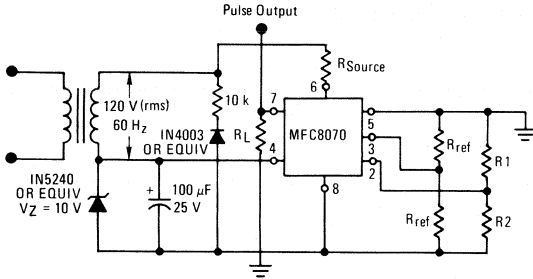 Pulse Output
R Source
6
7
10 k
120 V (rms)
60 Hz
IN4003
OR EQUIV
RL
4
MFC8070
5
3
2
8
Rref
R1
IN5240
OR EQUIV
VZ = 10 V
+
100 μF
25 V
Rref
R2